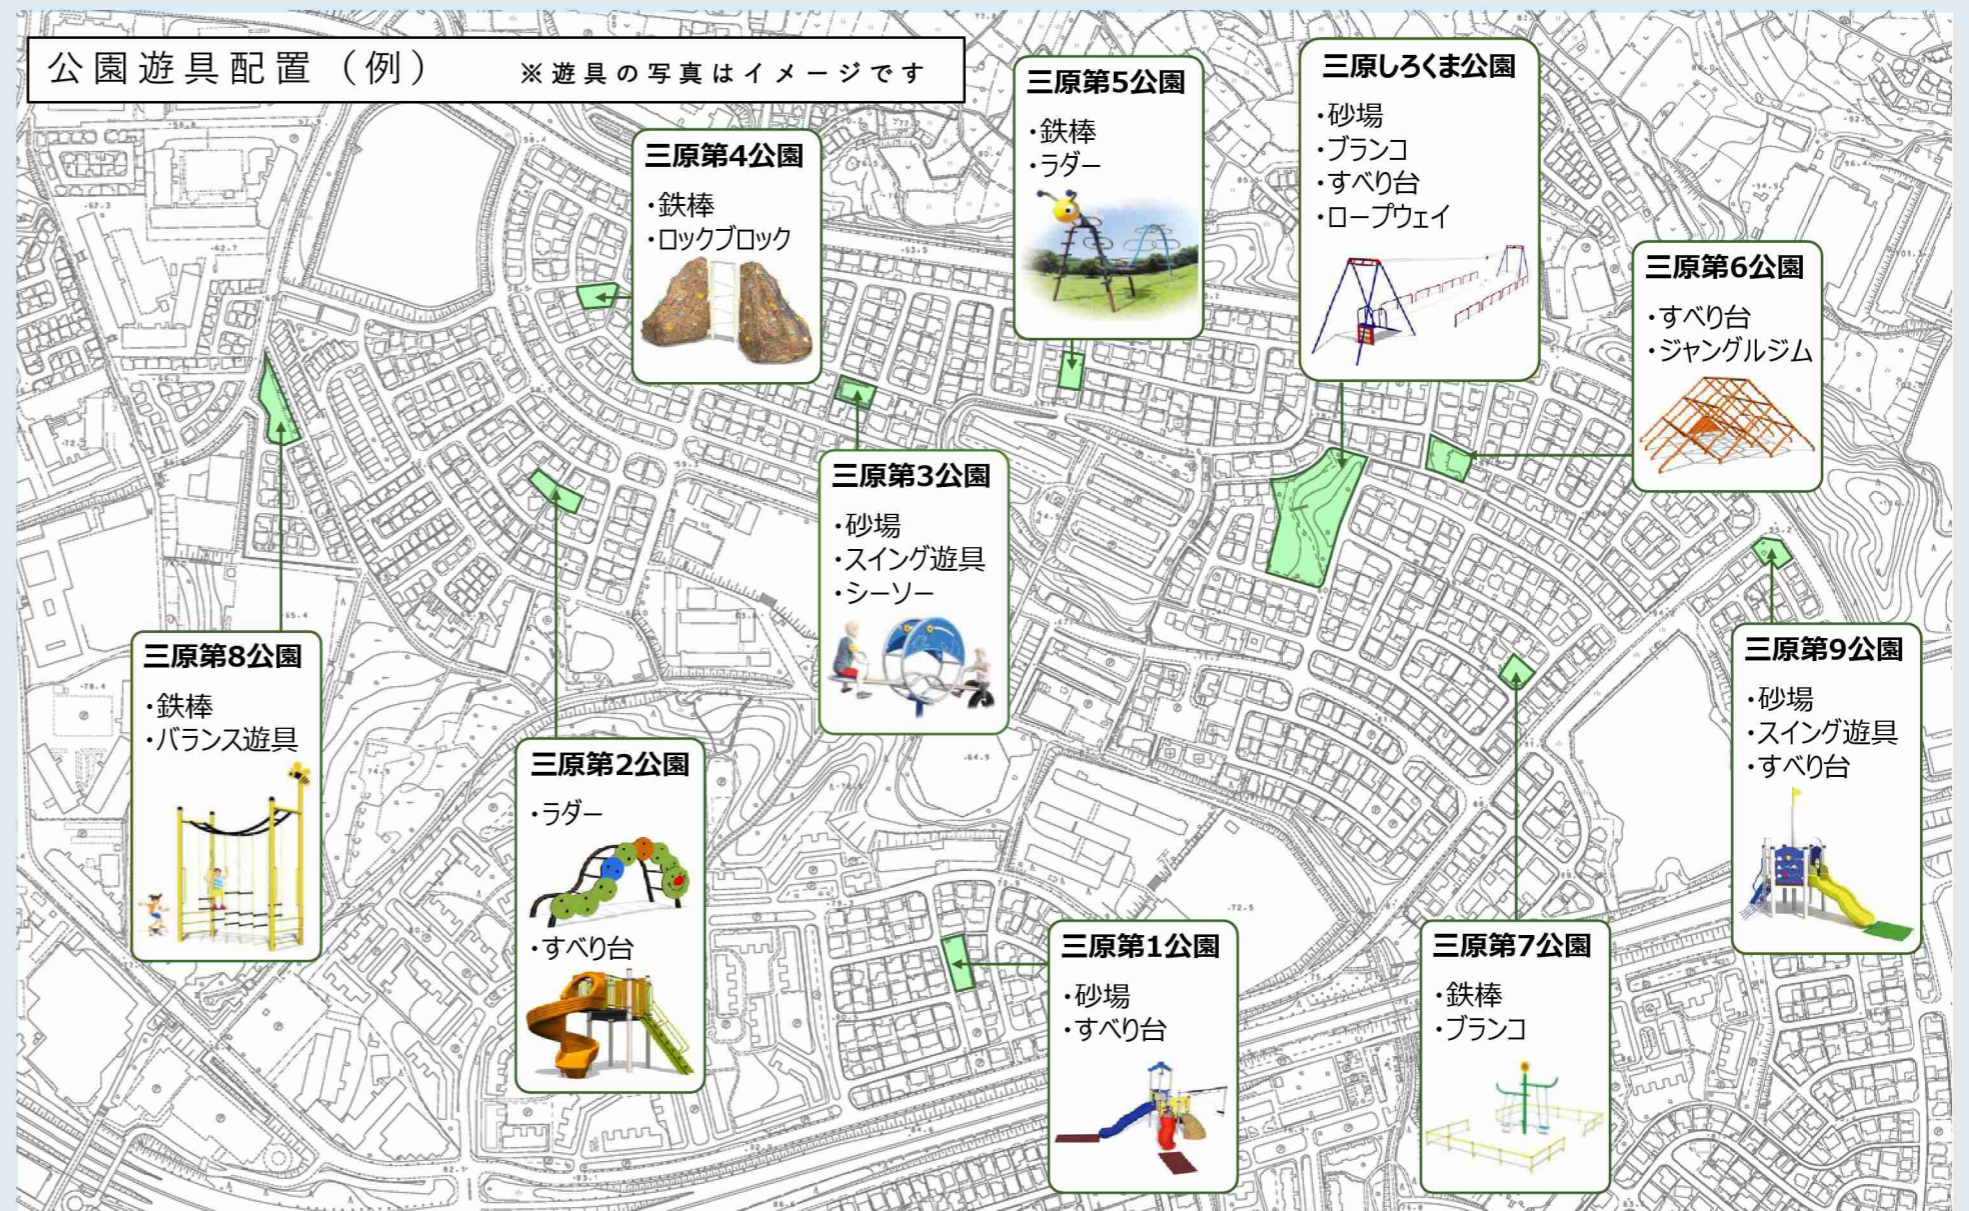 公園遊具配置（例） ※遊具の写真はイメージです
三原第4公園
・鉄棒
・ロックブロック
三原第5公園
・鉄棒
・ラダー
三原しろくま公園
・砂場
・ブランコ
・すべり台
・ロープウェイ
三原第6公園
・すべり台
・ジャングルジム
三原第3公園
・砂場
・スイング遊具
・シーソー
三原第8公園
・鉄棒
・バランス遊具
三原第2公園
・ラダー
・すべり台
三原第9公園
・砂場
・スイング遊具
・すべり台
三原第1公園
・砂場
・すべり台
三原第7公園
・鉄棒
・ブランコ